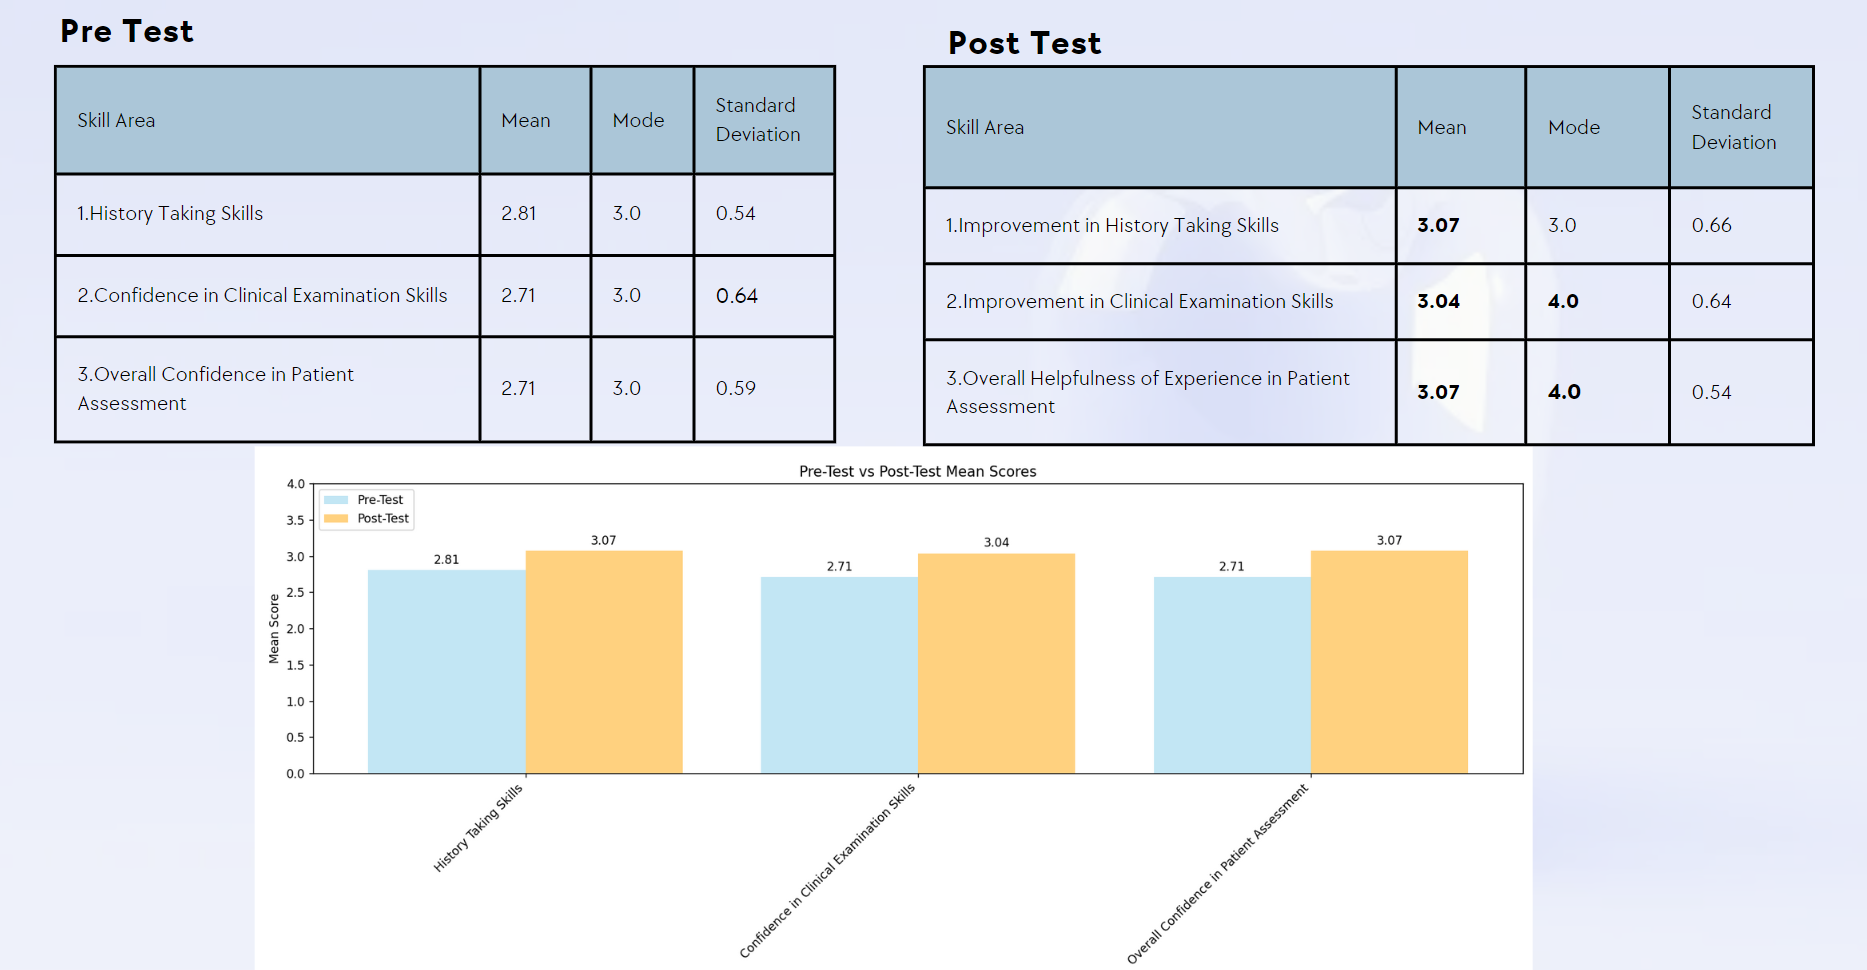 Pre Test
Skill Area
Mean
Mode
Standard
Deviation
1.History Taking Skills
2.81
3.0
0.54
2.Confidence in Clinical Examination Skills
2.71
3.0
0.64
3.Overall Confidence in Patient
Assessment
2.71
3.0
0.59
Post Test
Skill Area
Mean
Mode
Standard
Deviation
1.Improvement in History Taking Skills
3.07
3.0
0.66
2.Improvement in Clinical Examination Skills
3.04
4.0
0.64
3.Overall Helpfulness of Experience in Patient
Assessment
3.07
4.0
0.54
Pre-Test vs Post-Test Mean Scores
Pre-Test
Post-Test
Mean Score
4.0
3.5
3.0
2.5
2.0
1.5
1.0
0.5
0.0
2.81
3.07
2.71
3.04
2.71
3.07
History Taking Skills
Confidence in Clinical Examination Skills
Overall Confidence in Patient Assessment